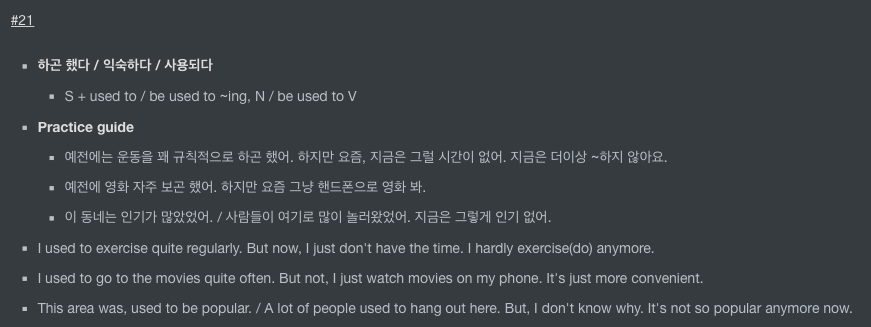 #21
하곤 했다 / 익숙하다 / 사용되다
S + used to / be used to ~ing, N / be used to V
Practice guide
예전에는 운동을 꽤 규칙적으로 하곤 했어. 하지만 요즘, 지금은 그럴 시간이 없어. 지금은 더이상 ~하지 않아요.
예전에 영화 자주 보곤 했어. 하지만 요즘 그냥 핸드폰으로 영화 봐.
이 동네는 인기가 많았었어. / 사람들이 여기로 많이 놀러왔었어. 지금은 그렇게 인기 없어.
I used to exercise quite regularly. But now, I just don't have the time. I hardly exercise(do) anymore.
I used to go to the movies quite often. But not, I just watch movies on my phone. It's just more convenient.
This area was, used to be popular. / A lot of people used to hang out here. But, I don't know why. It's not so popular anymore now.